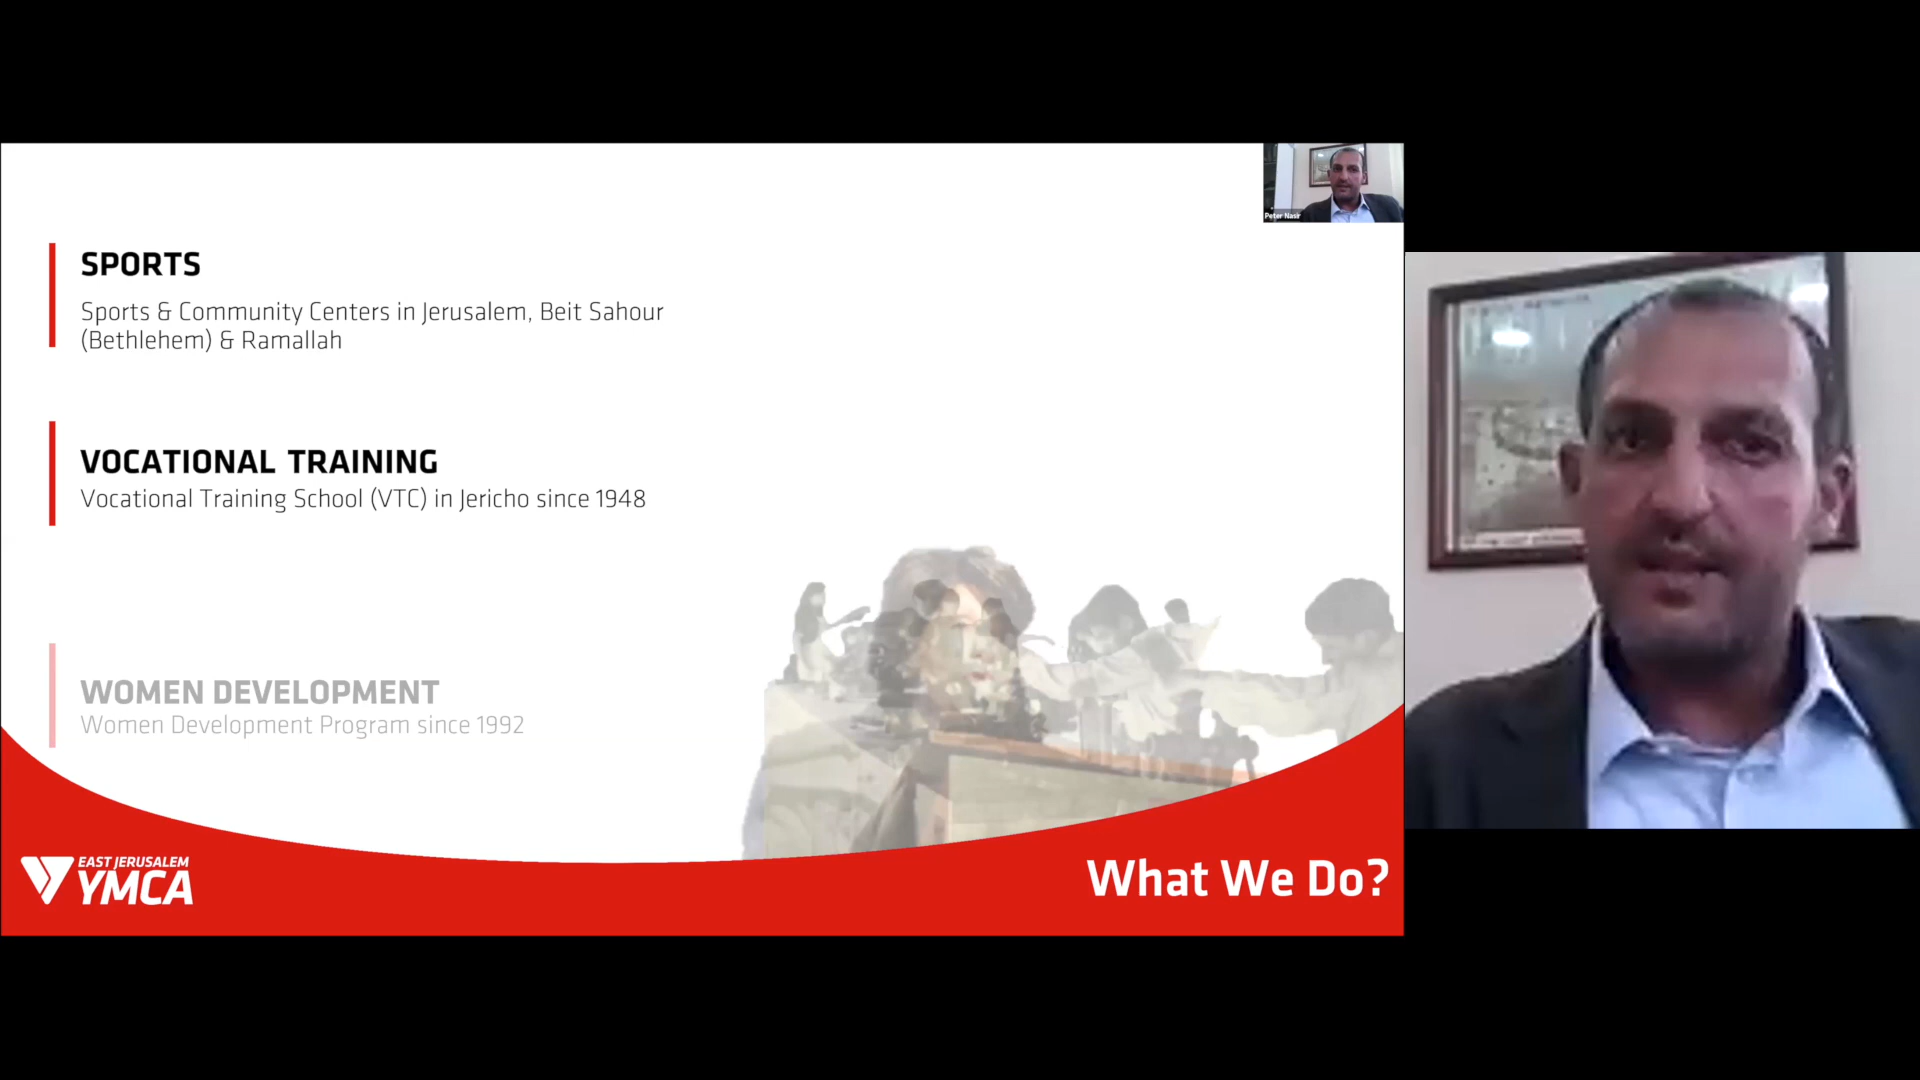 Peter Nasir
SPORTS
Sports & Community Centers in Jerusalem, Beit Sahour
(Bethlehem) & Ramallah
VOCATIONAL TRAINING
Vocational Training School (VTC) in Jericho since 1948
WOMEN DEVELOPMENT
Women Development Program since 1992
EAST JERUSALEM
YMCA
What We Do?